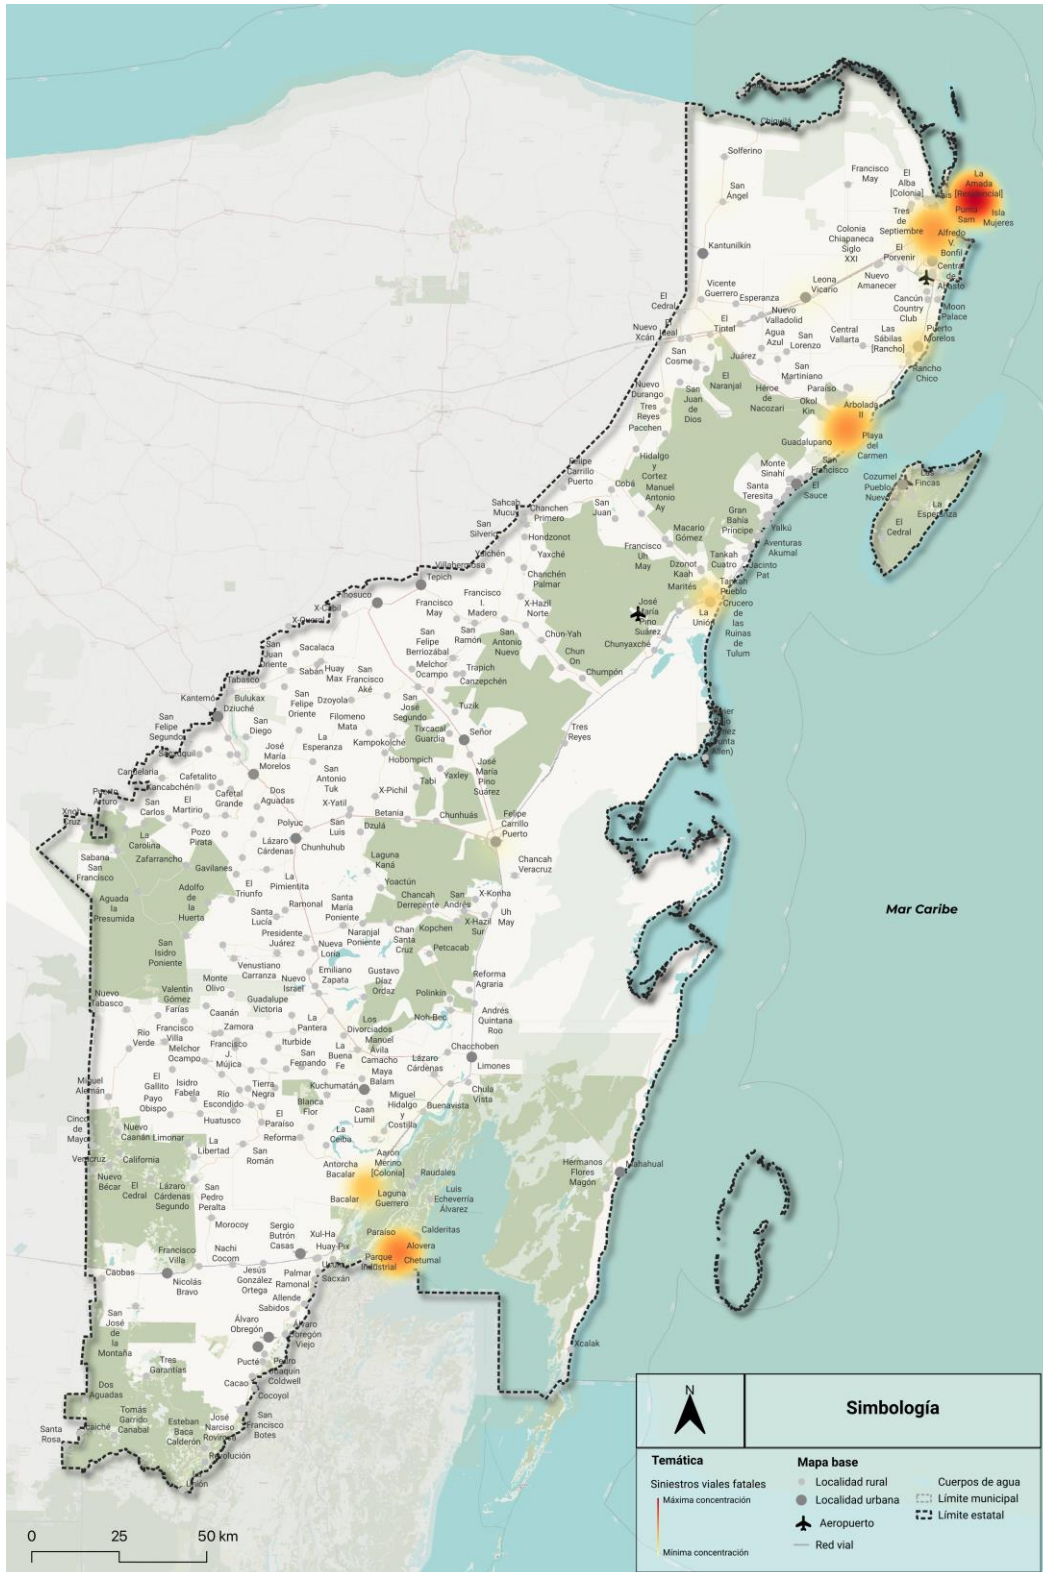 Chiquilá
Solferino
Francisco
May
El
Alba
[Colonia]
La
Amada
[Residencial]
San
Ángel
Tres
de
Septiembre
Punta
Sam
Isla
Mujeres
Colonia
Chiapaneca
Siglo
XXI
Alfredo
V.
Bonfil
Kantunilkín
El
Porvenir
Central
de
Abasto
Leona
Vicario
Nuevo
Amanecer
Vicente
Guerrero
Esperanza
El
Cedral
Cancún
Country
Club
Moon
Palace
Nuevo
Valladolid
El
Tintal
El
Ideal
Nuevo
Xcán
Agua
Azul
San
Lorenzo
Central
Vallarta
Las
Sábilas
[Rancho]
Puerto
Morelos
San
Cosme
Juárez
Rancho
Chico
San
Martiniano
El
Naranjal
Nuevo
Durango
San
Juan
de
Dios
Héroe
de
Nacozari
Paraíso
Okol
Kin
Arbolada
II
Tres
Reyes
Pacchen
Guadalupano
Playa
del
Carmen
Hidalgo
y
Cortez
Manuel
Antonio
Ay
Monte
Sinahí
San
Francisco
Felipe
Carrillo
Puerto
Cobá
Santa
Teresita
El
Sauce
Cozumel
Pueblo
Nuevo
Las
Fincas
La
Esperanza
El
Cedral
Sahcab
Mucuy
Chanchen
Primero
San
Juan
Gran
Bahía
Príncipe
San
Silverio
Hondzonot
Macario
Gómez
Yalkú
Yaxché
Francisco
Uh
May
Aventuras
Akumal
Yalchén
Villahermosa
Tankah
Cuatro
Dzonot
Kaah
Jacinto
Pat
Chanchén
Palmar
Tepich
Marités
Tankah
Pueblo
Tihosuco
Francisco
May
Francisco
I.
Madero
X-Hazil
Norte
José
María
Pino
Suárez
La
Unión
Crucero
de
las
Ruinas
de
Tulum
X-Cabil
X-Querol
San
Juan
Oriente
Sacalaca
San
Felipe
Berriozábal
San
Ramón
San
Antonio
Nuevo
Chun-Yah
Chunyaxché
Chun
On
Sabán
Huay
Max
San
Francisco
Aké
Melchor
Ocampo
Trapich
Canzepchén
Chumpón
Tabasco
Kantemó
Bulukax
San
Felipe
Oriente
Dzoyola
San
José
Segundo
Tuzik
Dziuché
San
Felipe
Segundo
San
Diego
Filomeno
Mata
Tixcacal
Guardia
Señor
Tres
Reyes
La
Esperanza
Kampokolché
José
María
Morelos
Hobompich
José
María
Pino
Suárez
Candelaria
Cafetalito
Kancabchén
San
Antonio
Tuk
Tabi
Yaxley
Puerto
Arturo
San
Carlos
El
Martirio
Cafetal
Grande
Dos
Aguadas
X-Pichil
X-Yatil
Betania
Chunhuás
Felipe
Carrillo
Puerto
Xnoh
Cruz
La
Carolina
Pozo
Pirata
Polyuc
San
Luis
Dzulá
Zafarrancho
Lázaro
Cárdenas
Chunhuhub
Laguna
Kaná
Chancah
Veracruz
Sabana
San
Francisco
Gavilanes
Yoactún
La
Pimientita
Aguada
la
Presumida
Adolfo
de
la
Huerta
El
Triunfo
Ramonal
Santa
María
Poniente
Chancah
Derrepente
San
Andrés
X-Konha
Santa
Lucía
X-Hazil
Sur
Uh
May
Kopchen
Mar Caribe
Presidente
Juárez
Naranjal
Poniente
Chan
Santa
Cruz
San
Isidro
Poniente
Nueva
Loria
Petcacab
Venustiano
Carranza
Emiliano
Zapata
Gustavo
Díaz
Ordaz
Reforma
Agraria
Nuevo
Tabasco
Valentín
Gómez
Farías
Monte
Olivo
Nuevo
Israel
Polinkín
Guadalupe
Victoria
Caanán
Noh-Bec
Andrés
Quintana
Roo
Río
Verde
Francisco
Villa
Zamora
La
Pantera
Los
Divorciados
Manuel
Ávila
Camacho
Melchor
Ocampo
Francisco
J.
Mújica
Iturbide
La
Buena
Fe
Chacchoben
Lázaro
Cárdenas
Limones
San
Fernando
Maya
Balam
Miguel
Alemán
El
Gallito
Isidro
Fabela
Tierra
Negra
Kuchumatán
Chula
Vista
Payo
Obispo
Río
Escondido
Blanca
Flor
Miguel
Hidalgo
y
Costilla
Buenavista
Caan
Lumil
Cinco
de
Mayo
Huatusco
El
Paraíso
Nuevo
Caanán
Limonar
Reforma
La
Ceiba
La
Libertad
San
Román
Aarón
Merino
[Colonia]
Veracruz
California
Antorcha
Bacalar
Raudales
Hermanos
Flores
Magón
Mahahual
Nuevo
Bécar
El
Cedral
Lázaro
Cárdenas
Segundo
San
Pedro
Peralta
Bacalar
Laguna
Guerrero
Luis
Echeverría
Álvarez
Morocoy
Sergio
Butrón
Casas
Paraíso
Calderitas
Xul-Ha
Huay-Pix
Alovera
Francisco
Villa
Nachi
Cocom
Parque
Industrial
Chetumal
Caobas
Jesús
González
Ortega
Palmar
Ramonal
Sacxán
Nicolás
Bravo
Allende
Sabidos
San
José
de
la
Montaña
Álvaro
Obregón
Álvaro
Obregón
Viejo
Xcalak
Tres
Garantías
Pucté
Pedro
Joaquín
Coldwell
Dos
Aguadas
Cacao
Cocoyol
Tomás
Garrido
Canabal
Esteban
Baca
Calderón
José
Narciso
Rovirosa
San
Francisco
Botes
Santa
Rosa
Caiché
Revolución
Unión
0 25 50 km
N
Simbología
Temática
Siniestros viales fatales
Máxima concentración
Mínima concentración
Mapa base
Localidad rural
Localidad urbana
Aeropuerto
Red vial
Cuerpos de agua
Límite municipal
Límite estatal